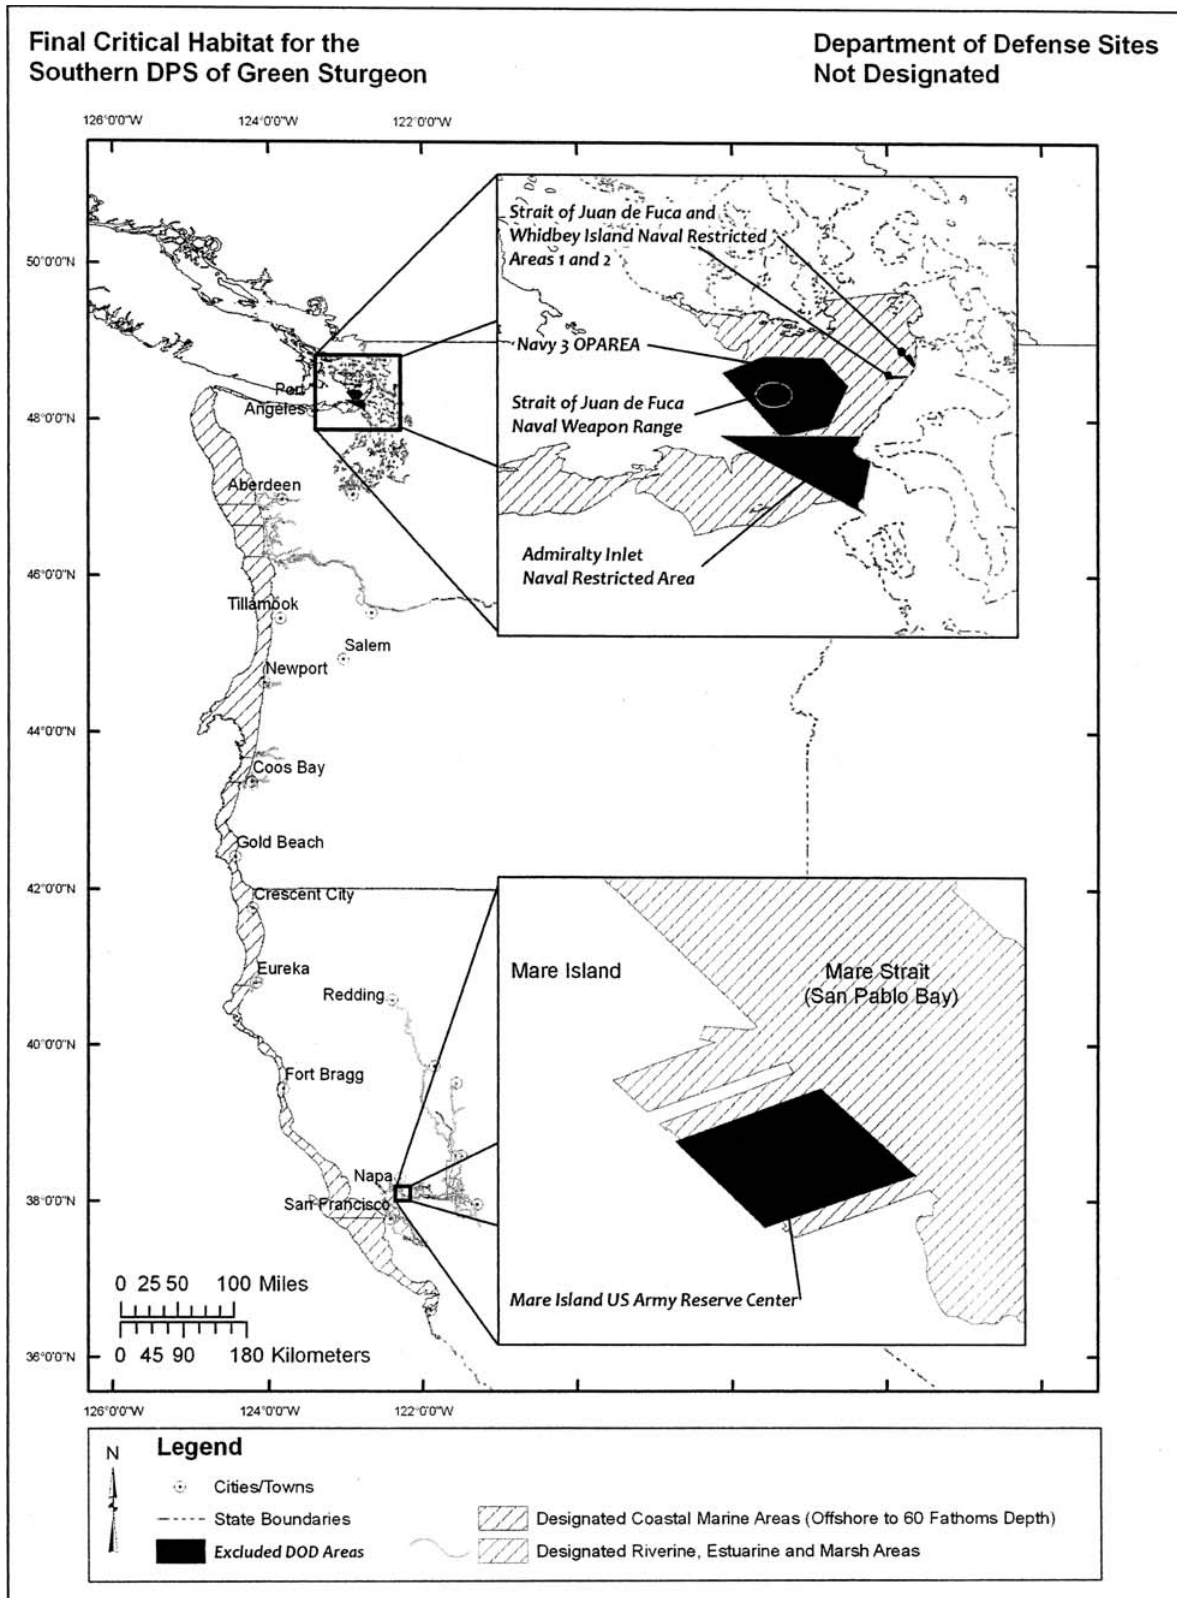 Final Critical Habitat for the
Southern DPS of Green Sturgeon
Department of Defense Sites
Not Designated
126°0'0"W
124°0'0"W
122°0'0"W
50°0'0"N
48°0'0"N
46°0'0"N
44°0'0"N
42°0'0"N
40°0'0"N
38°0'0"N
36°0'0"N
Strait of Juan de Fuca and
Whidbey Island Naval Restricted
Areas 1 and 2
Navy 3 OPAREA
Strait of Juan de Fuca
Naval Weapon Range
Admiralty Inlet
Naval Restricted Area
Port
Angeles
Aberdeen
Tillamook
Salem
Newport
Coos Bay
Gold Beach
Crescent City
Eureka
Redding
Fort Bragg
Napa
San Francisco
Mare Island
Mare Strait
(San Pablo Bay)
Mare Island US Army Reserve Center
0 25 50 100 Miles
0 45 90 180 Kilometers
126°0'0"W
124°0'0"W
122°0'0"W
N
Legend
Cities/Towns
State Boundaries
Excluded DOD Areas
Designated Coastal Marine Areas (Offshore to 60 Fathoms Depth)
Designated Riverine, Estuarine and Marsh Areas